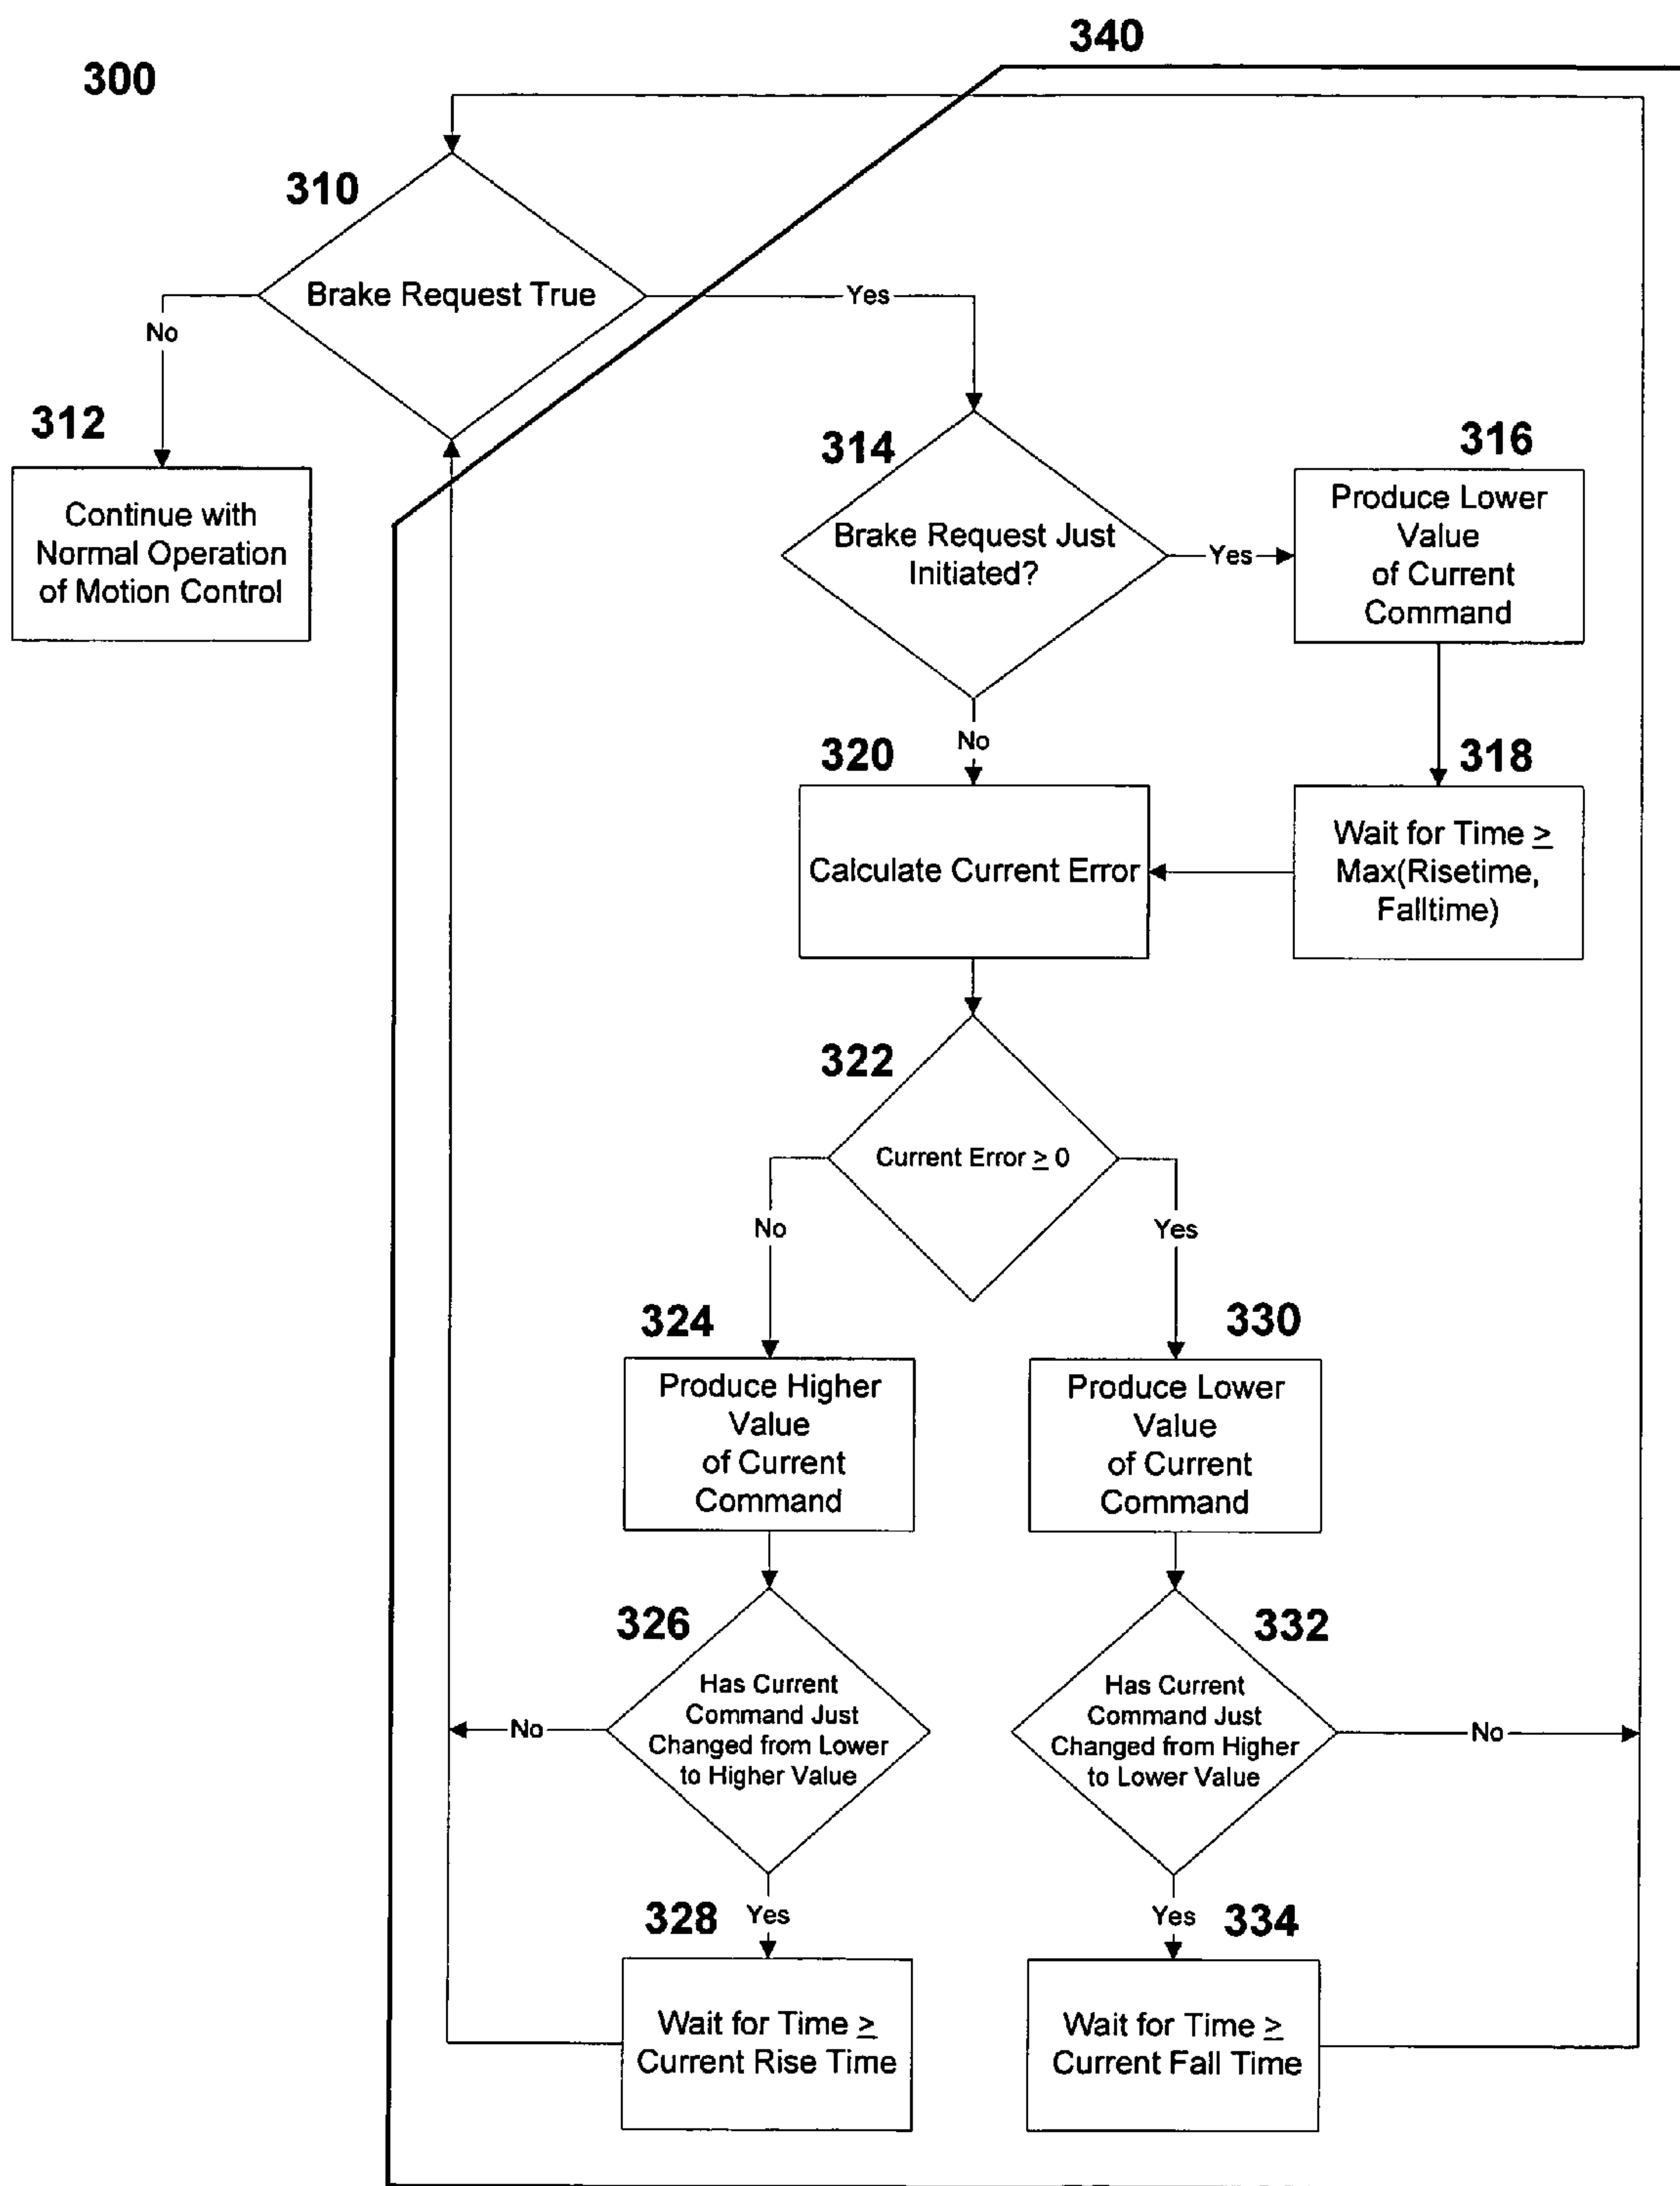 340
300
310
Brake Request True
Yes
No
312
Continue with
Normal Operation
of Motion Control
314
Brake Request Just
Initiated?
Yes
316
Produce Lower
Value
of Current
Command
No
320
Calculate Current Error
318
Wait for Time ≥
Max(Risetime,
Falltime)
322
Current Error ≥ 0
No
Yes
324
Produce Higher
Value
of Current
Command
330
Produce Lower
Value
of Current
Command
326
Has Current
Command Just
Changed from Lower
to Higher Value
No
332
Has Current
Command Just
Changed from Higher
to Lower Value
No
328
Yes
Wait for Time ≥
Current Rise Time
Yes
334
Wait for Time ≥
Current Fall Time